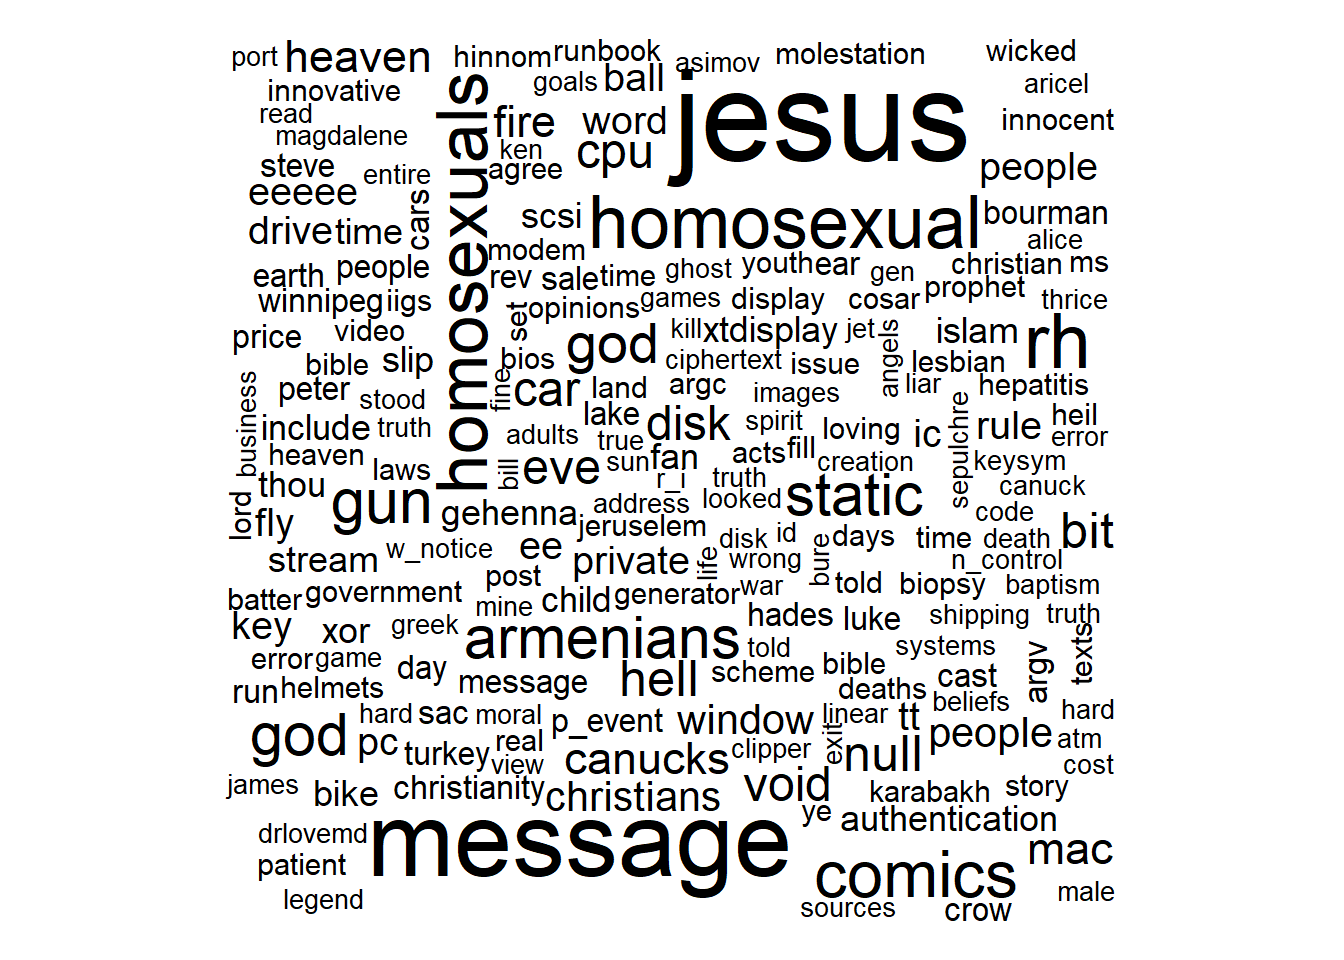 port heaven hinnom runbook asimov molestation wicked
innovative goals ball aricel
read magdalene fire word jesus innocent
steve entire ken cpu people
eeeee agree
drive time cars homosexuals scsi homosexual bourman
modem alice
earth people rev sale time ghost youth ear gen christian ms
winnipeg iigs opinions games display cosar prophet thrice
price video set god kill xtdisplay jet islam rh
bible slip bios ciphertext issue angels lesbian
peter stood fine car land argc images liar hepatitis
business include truth lake disk spirit loving ic rule heil
adults true error
heaven laws bill eve sun fan acts fill creation sepulchre keysym
thou r_i truth canuck
lord fly gun gehenna address looked static code
jeruselem
stream w_notice ee private life disk id bure days time death bit
wrong n_control
batter government post mine child generator war told biopsy baptism
key xor greek armenians hades luke shipping truth
error game day told systems argv texts
run helmets message hell scheme bible cast
deaths beliefs
god hard sac moral p_event window linear tt hard
pc turkey real canucks clipper exit null people atm
view cost
james bike christianity christians void karabakh story
ye authentication
drlovemd message mac
patient comics
legend sources crow male